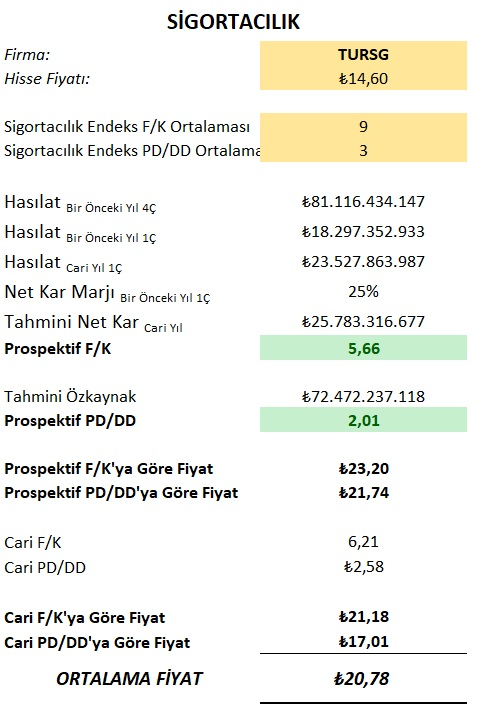 SİGORTACILIK
Firma: TURSG
Hisse Fiyatı: ₺14,60
Sigortacılık Endeks F/K Ortalaması 9
Sigortacılık Endeks PD/DD Ortalama 3
Hasılat Bir Önceki Yıl 4Ç ₺81.116.434.147
Hasılat Bir Önceki Yıl 1Ç ₺18.297.352.933
Hasılat Cari Yıl 1Ç ₺23.527.863.987
Net Kar Marjı Bir Önceki Yıl 1Ç 25%
Tahmini Net Kar Cari Yıl ₺25.783.316.677
Prospektif F/K 5,66
Tahmini Özkaynak ₺72.472.237.118
Prospektif PD/DD 2,01
Prospektif F/K'ya Göre Fiyat ₺23,20
Prospektif PD/DD'ya Göre Fiyat ₺21,74
Cari F/K 6,21
Cari PD/DD ₺2,58
Cari F/K'ya Göre Fiyat ₺21,18
Cari PD/DD'ya Göre Fiyat ₺17,01
ORTALAMA FİYAT ₺20,78